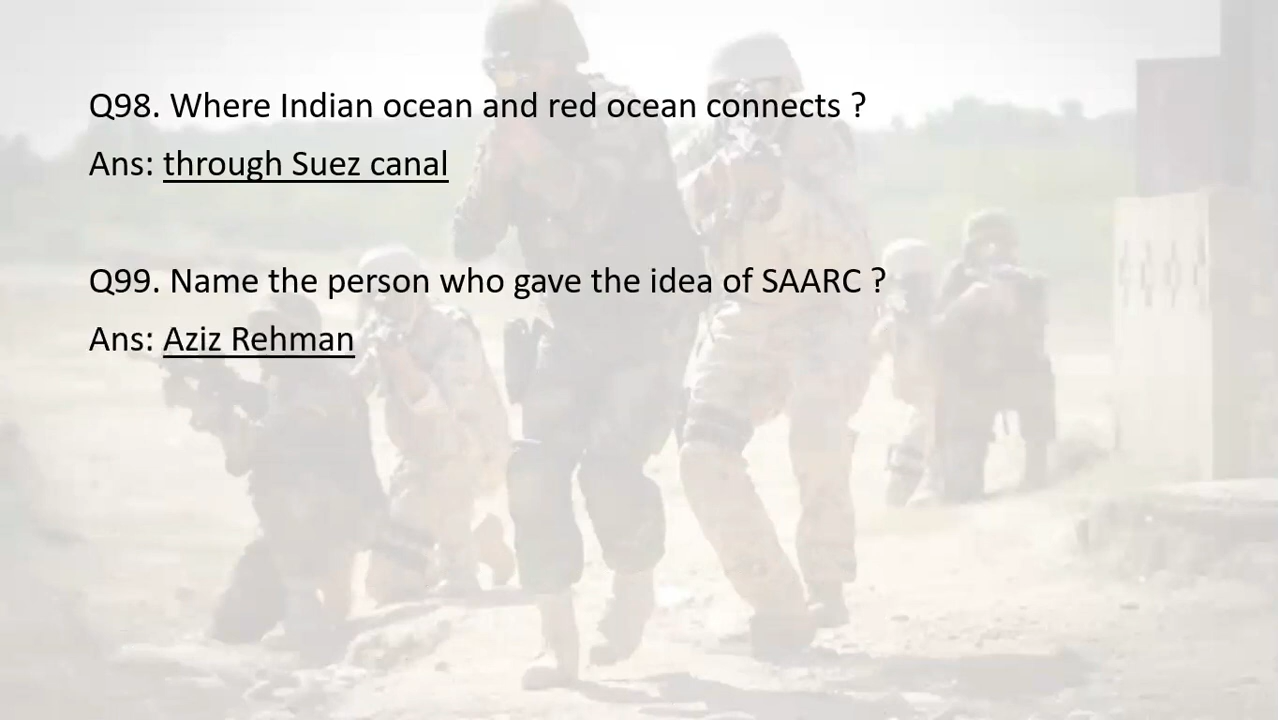 Q98. Where Indian ocean and red ocean connects ?
Ans: through Suez canal
Q99. Name the person who gave the idea of SAARC ?
Ans: Aziz Rehman